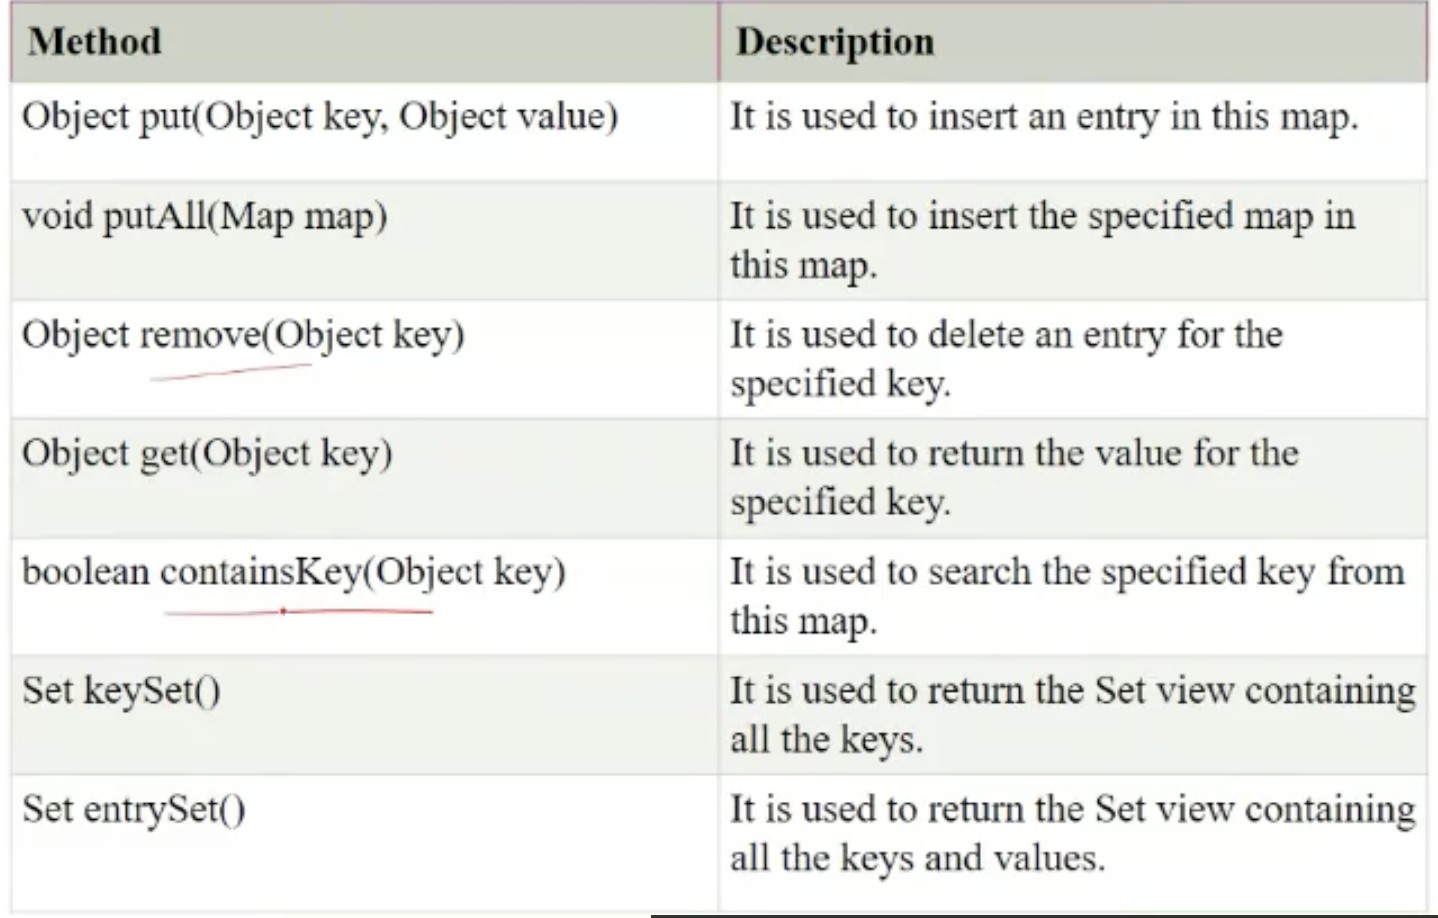 Method Description
Object put(Object key, Object value) It is used to insert an entry in this map.
void putAll(Map map) It is used to insert the specified map in
this map.
Object remove(Object key) It is used to delete an entry for the
specified key.
Object get(Object key) It is used to return the value for the
specified key.
boolean containsKey(Object key) It is used to search the specified key from
this map.
Set keySet() It is used to return the Set view containing
all the keys.
Set entrySet() It is used to return the Set view containing
all the keys and values.